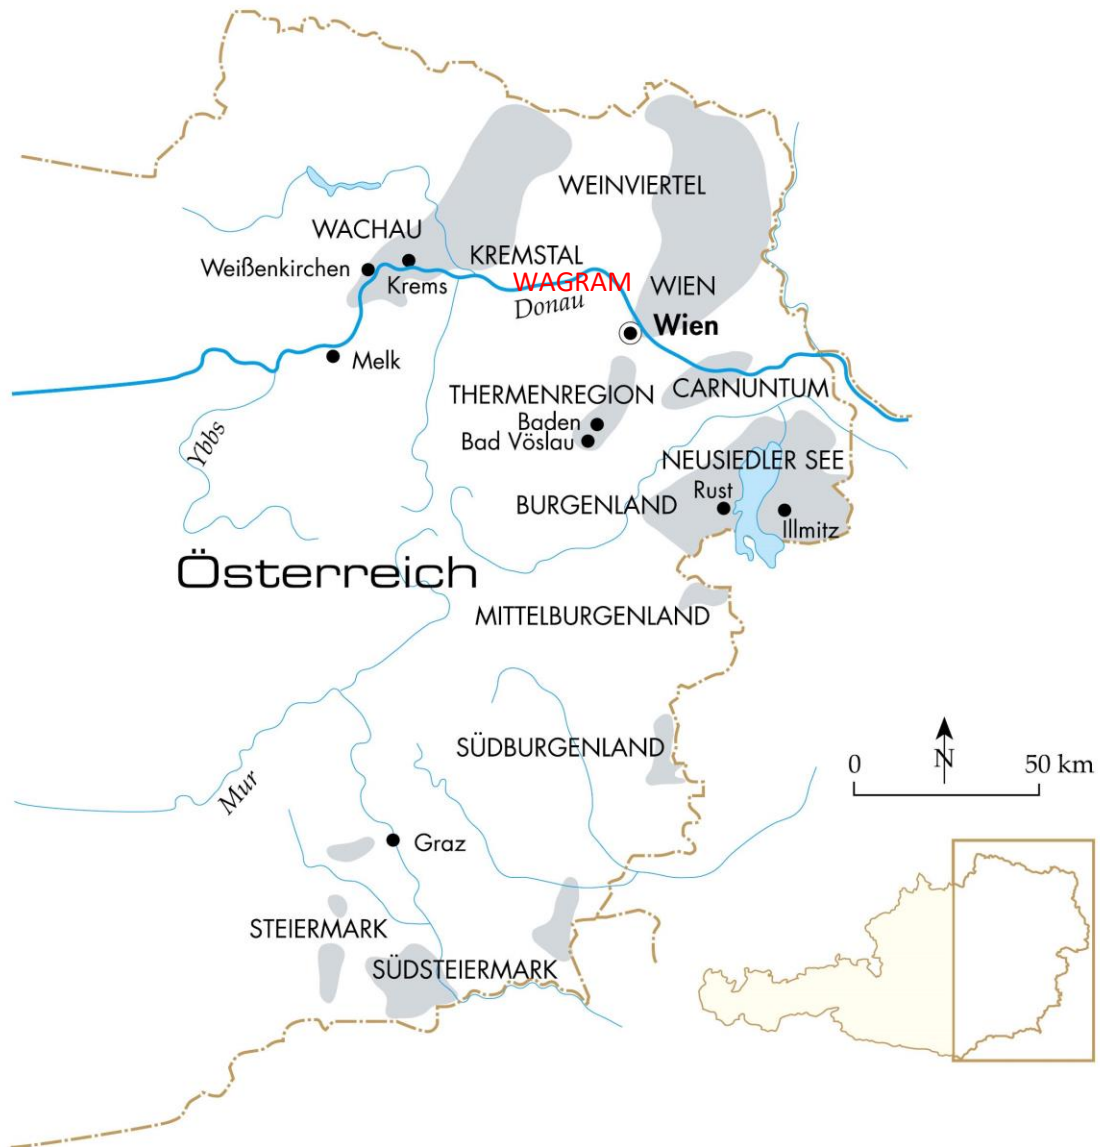 WEINVIERTEL
WACHAU
KREMSTAL
Weißenkirchen
Krems
WAGRAM
WIEN
Donau
Wien
Melk
THERMENREGION
CARNUNTUM
Baden
Bad Vöslau
Ybbs
NEUSIEDLER SEE
Rust
BURGENLAND
Illmitz
Österreich
MITTELBURGENLAND
SÜDBURGENLAND
N
0 50 km
Mur
Graz
STEIERMARK
SÜDSTEIERMARK